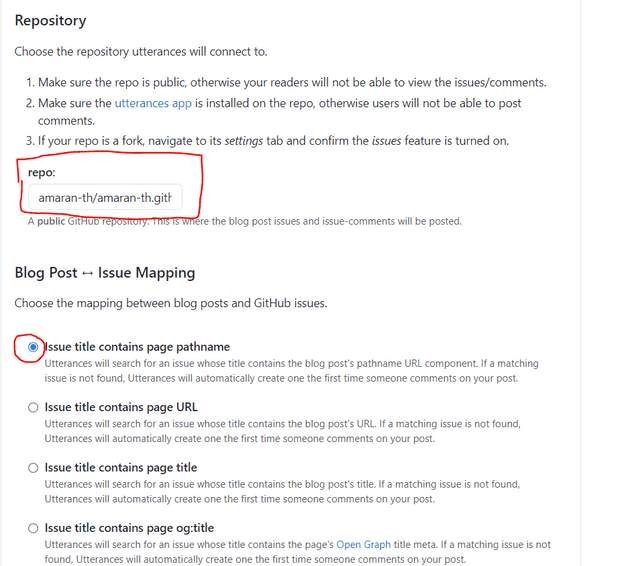 Repository
Choose the repository utterances will connect to.
1. Make sure the repo is public, otherwise your readers will not be able to view the issues/comments.
2. Make sure the utterances app is installed on the repo, otherwise users will not be able to post
comments.
3. If your repo is a fork, navigate to its settings tab and confirm the issues feature is turned on.
repo:
amaran-th/amaran-th.gith
A public GitHub repository. This is where the blog post issues and issue-comments will be posted.
Blog Post ↔ Issue Mapping
Choose the mapping between blog posts and GitHub issues.
Issue title contains page pathname
Utterances will search for an issue whose title contains the blog post's pathname URL component. If a matching
issue is not found, Utterances will automatically create one the first time someone comments on your post.
Issue title contains page URL
Utterances will search for an issue whose title contains the blog post's URL. If a matching issue is not found,
Utterances will automatically create one the first time someone comments on your post.
Issue title contains page title
Utterances will search for an issue whose title contains the blog post's title. If a matching issue is not found,
Utterances will automatically create one the first time someone comments on your post.
Issue title contains page og:title
Utterances will search for an issue whose title contains the page's Open Graph title meta. If a matching issue is not
found, Utterances will automatically create one the first time someone comments on your post.